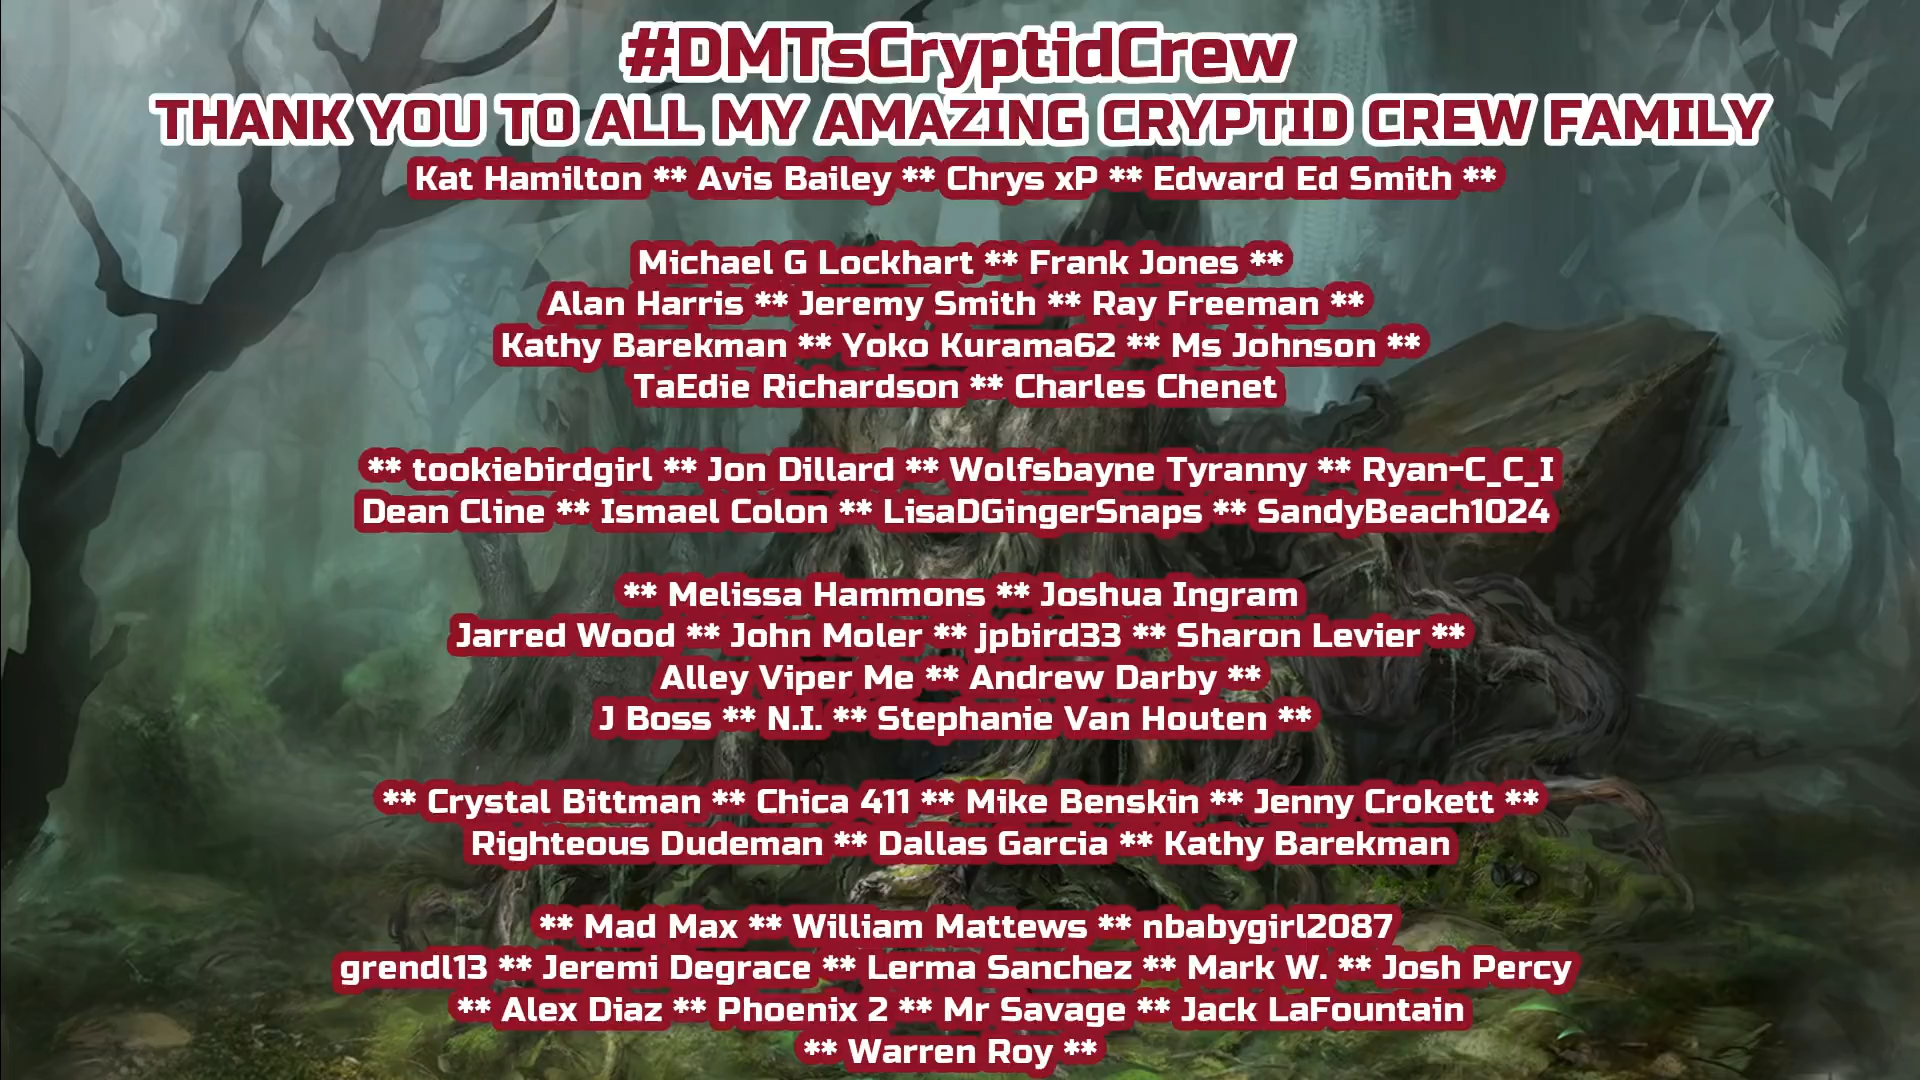 #DMTsCryptidCrew
THANK YOU TO ALL MY AMAZING CRYPTID CREW FAMILY
Kat Hamilton ** Avis Bailey ** Chrys xP ** Edward Ed Smith **
Michael G Lockhart ** Frank Jones **
Alan Harris ** Jeremy Smith ** Ray Freeman **
Kathy Barekman ** Yoko Kurama62 ** Ms Johnson **
TaEdie Richardson ** Charles Chenet
** tookiebirdgirl ** Jon Dillard ** Wolfsbayne Tyranny ** Ryan-C_C_I
Dean Cline ** Ismael Colon ** LisaDGingerSnaps ** SandyBeach1024
** Melissa Hammons ** Joshua Ingram
Jarred Wood ** John Moler ** jpbird33 ** Sharon Levier **
Alley Viper Me ** Andrew Darby **
J Boss ** N.I. ** Stephanie Van Houten **
** Crystal Bittman ** Chica 411 ** Mike Benskin ** Jenny Crokett **
Righteous Dudeman ** Dallas Garcia ** Kathy Barekman
** Mad Max ** William Mattews ** nbabygirl2087
grendl13 ** Jeremi Degrace ** Lerma Sanchez ** Mark W. ** Josh Percy
** Alex Diaz ** Phoenix 2 ** Mr Savage ** Jack LaFountain
** Warren Roy **